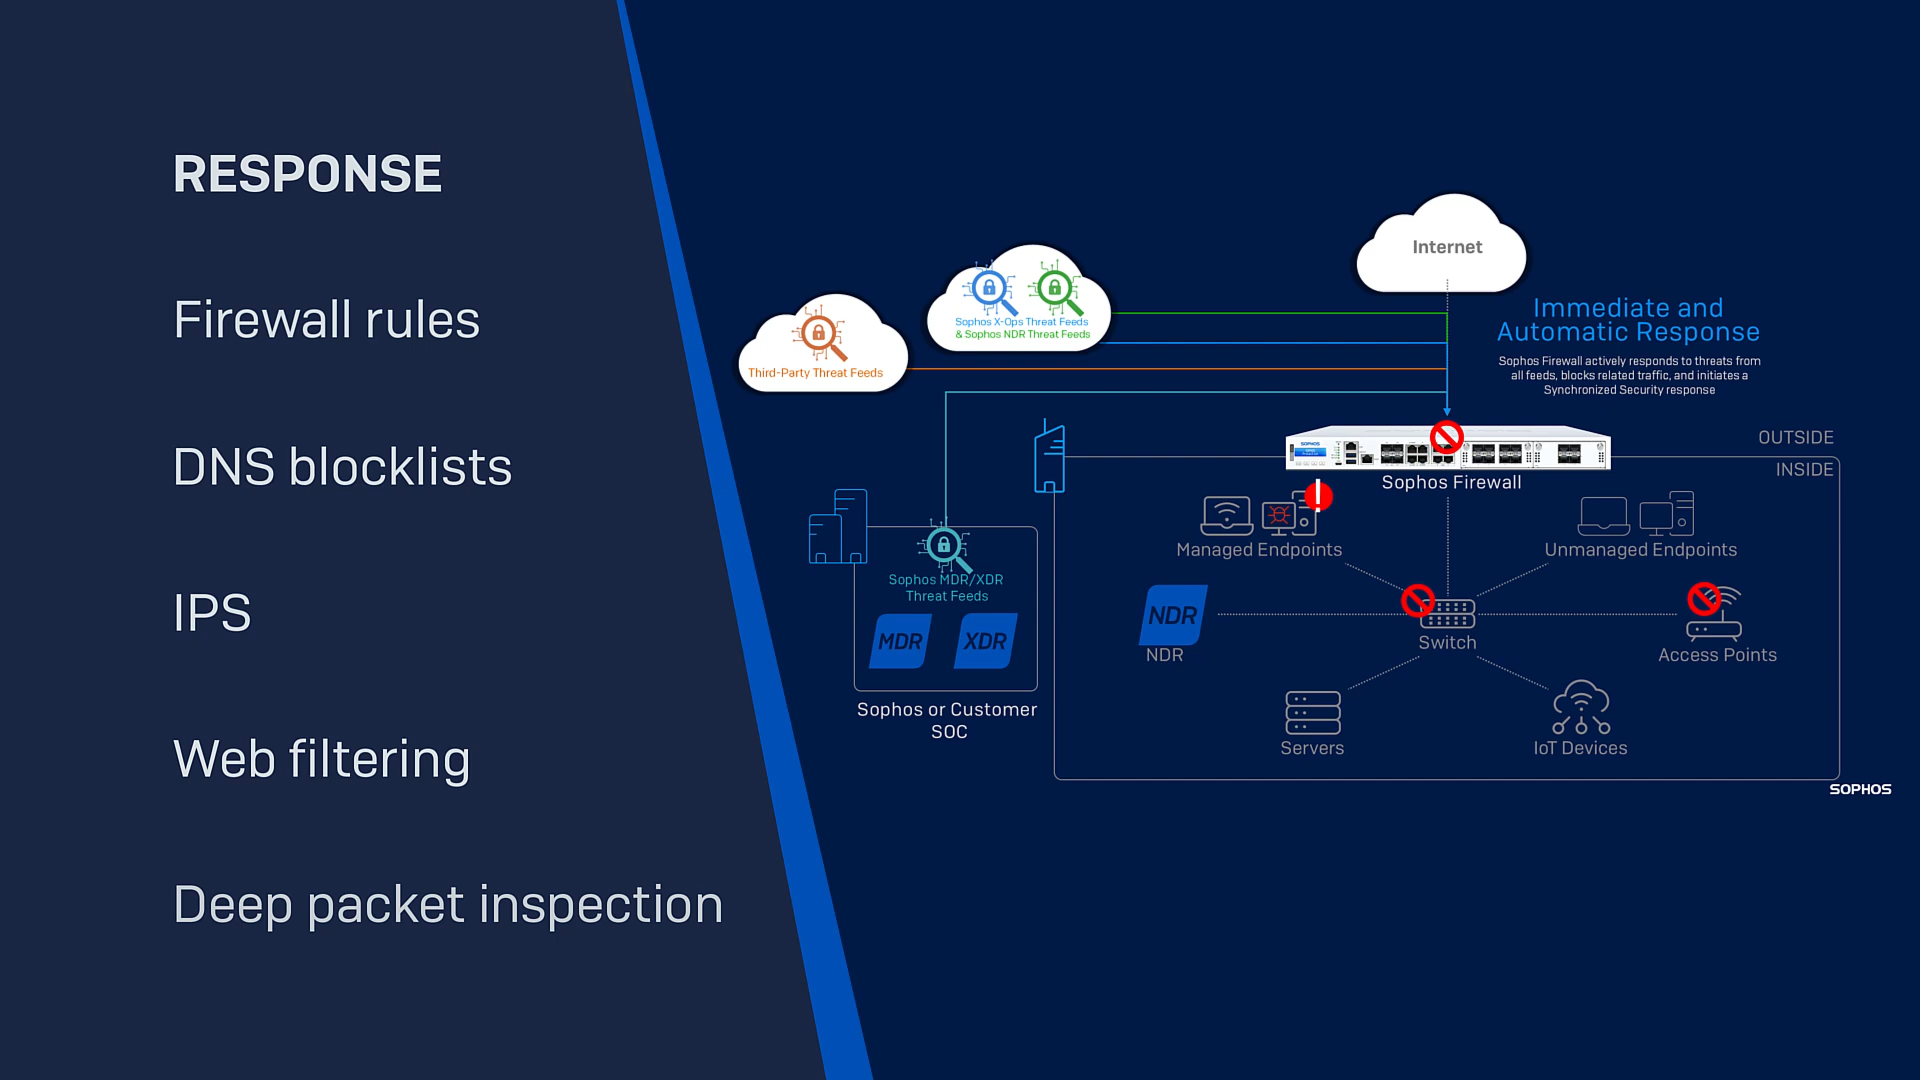 RESPONSE
Firewall rules
DNS blocklists
IPS
Web filtering
Deep packet inspection
Internet
Sophos X-Ops Threat Feeds
& Sophos NDR Threat Feeds
Third-Party Threat Feeds
Immediate and
Automatic Response
Sophos Firewall actively responds to threats from
all feeds, blocks related traffic, and initiates a
Synchronized Security response
OUTSIDE
INSIDE
SOPHOS
Sophos Firewall
Managed Endpoints
Unmanaged Endpoints
Sophos MDR/XDR
Threat Feeds
MDR
XDR
Sophos or Customer
SOC
NDR
NDR
Switch
Access Points
Servers
IoT Devices
SOPHOS